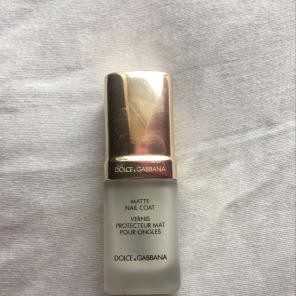 DOLCE & GABBANA
MATTE
NAIL COAT
VERNIS
PROTECTEUR MAT
POUR ONGLES
DOLCE & GABBANA